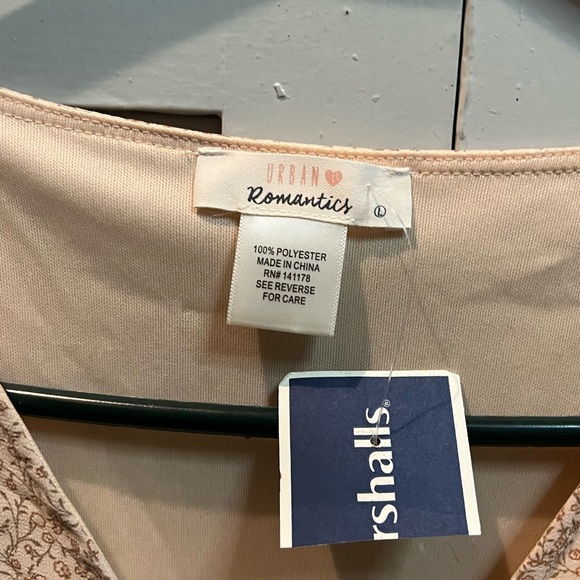 URBAN
Romantics
L
100% POLYESTER
MADE IN CHINA
RN# 141178
SEE REVERSE
FOR CARE
rshalls®